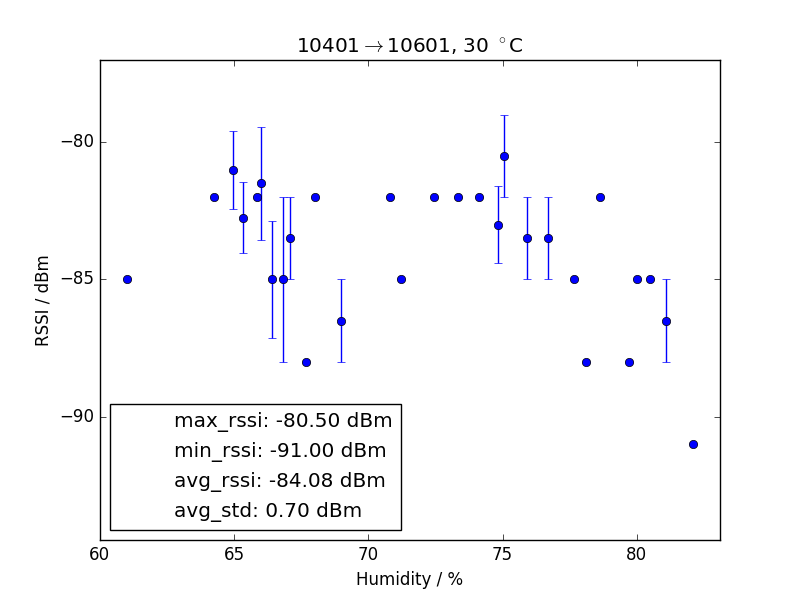 10401→10601, 30 °C
−80
−85
−90
RSSI / dBm
max_rssi: -80.50 dBm
min_rssi: -91.00 dBm
avg_rssi: -84.08 dBm
avg_std: 0.70 dBm
60 65 70 75 80
Humidity / %